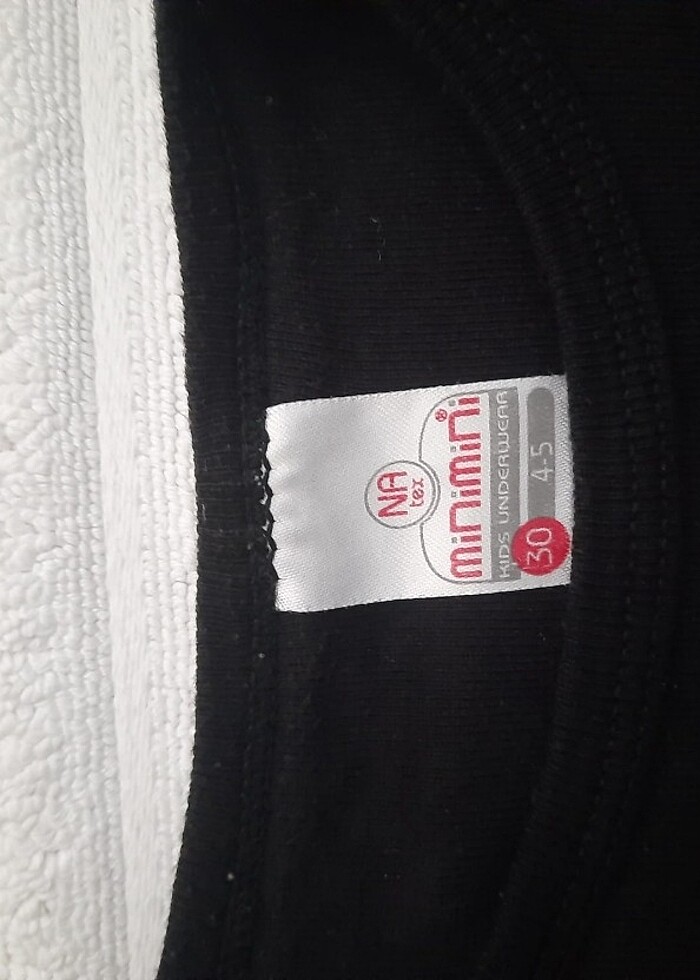 NA
tex
minimini®
KIDS UNDERWEAR
30 4-5